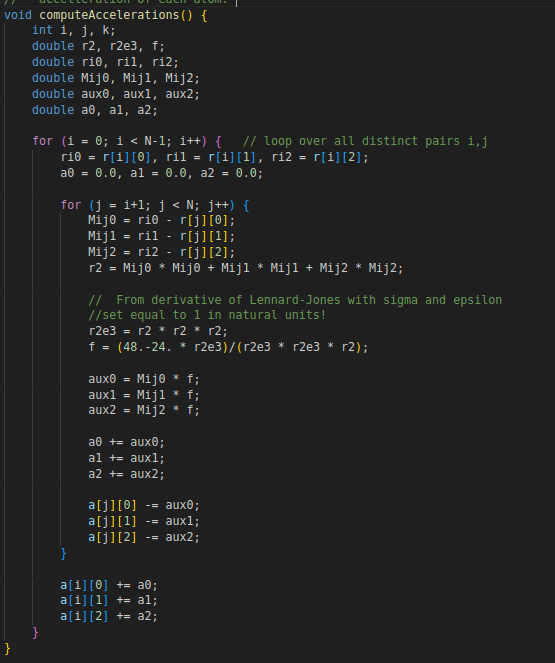 //   accelleration of each atom.
void computeAccelerations() {
    int i, j, k;
    double r2, r2e3, f;
    double ri0, ri1, ri2;
    double Mij0, Mij1, Mij2;
    double aux0, aux1, aux2;
    double a0, a1, a2;

    for (i = 0; i < N-1; i++) {   // loop over all distinct pairs i,j
        ri0 = r[i][0], ri1 = r[i][1], ri2 = r[i][2];
        a0 = 0.0, a1 = 0.0, a2 = 0.0;

        for (j = i+1; j < N; j++) {
            Mij0 = ri0 - r[j][0];
            Mij1 = ri1 - r[j][1];
            Mij2 = ri2 - r[j][2];
            r2 = Mij0 * Mij0 + Mij1 * Mij1 + Mij2 * Mij2;

            //  From derivative of Lennard-Jones with sigma and epsilon
            //set equal to 1 in natural units!
            r2e3 = r2 * r2 * r2;
            f = (48.-24. * r2e3)/(r2e3 * r2e3 * r2);

            aux0 = Mij0 * f;
            aux1 = Mij1 * f;
            aux2 = Mij2 * f;

            a0 += aux0;
            a1 += aux1;
            a2 += aux2;

            a[j][0] -= aux0;
            a[j][1] -= aux1;
            a[j][2] -= aux2;
        }

        a[i][0] += a0;
        a[i][1] += a1;
        a[i][2] += a2;
    }
}